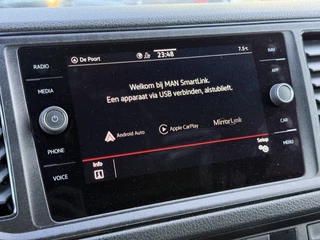 De Poort
23:48
7.5°C
RADIO
NAV
MEDIA
APP
Welkom bij MAN SmartLink.
Een apparaat via USB verbinden, alstublieft.
Android Auto
Apple CarPlay
MirrorLink
PHONE
CAR
VOICE
MENU
Info
Setup